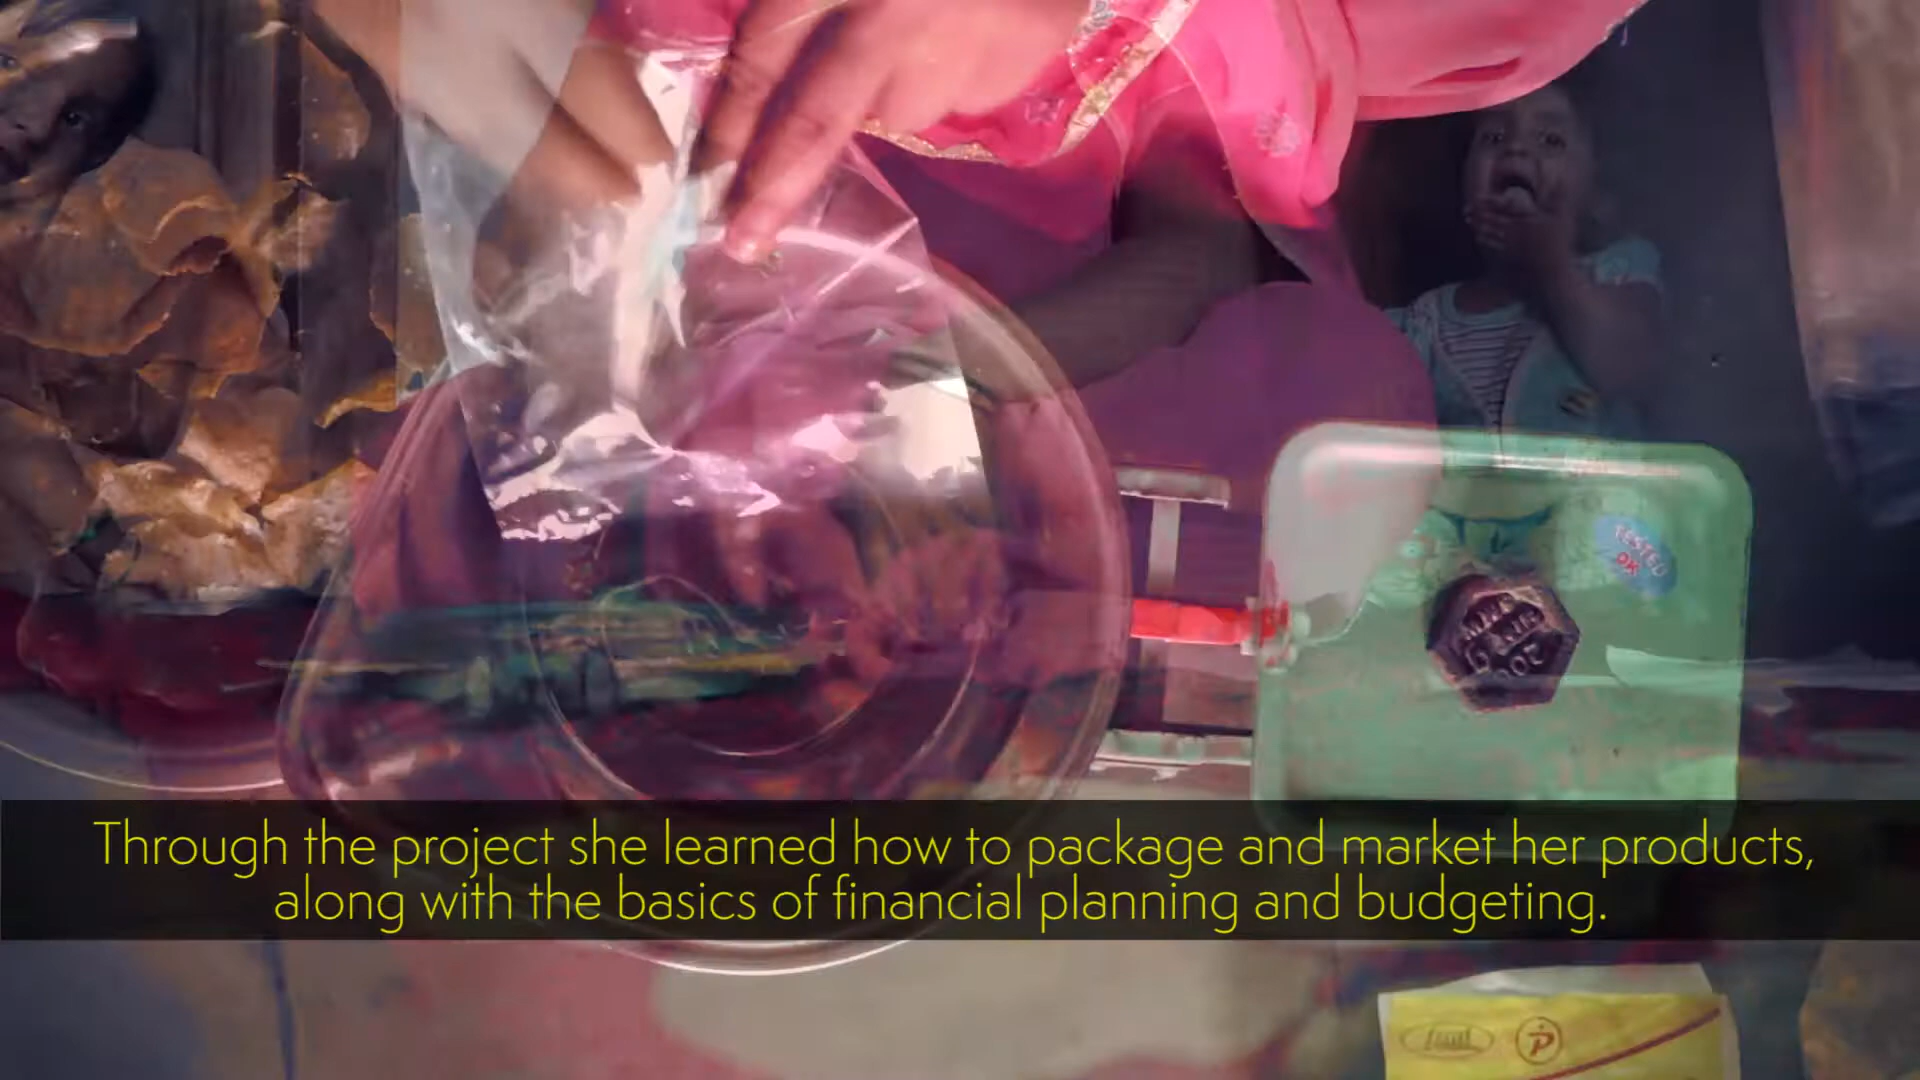 TESTED
OK
Through the project she learned how to package and market her products,
along with the basics of financial planning and budgeting.